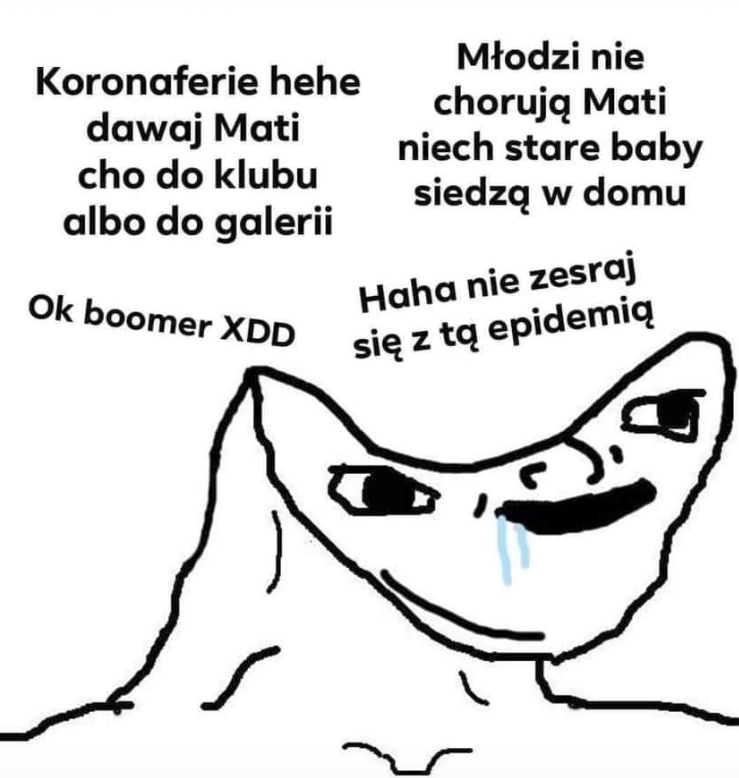 Koronaferie hehe
dawaj Mati
cho do klubu
albo do galerii
Młodzi nie
chorują Mati
niech stare baby
siedzą w domu
Ok boomer XDD
Haha nie zesraj
się z tą epidemią